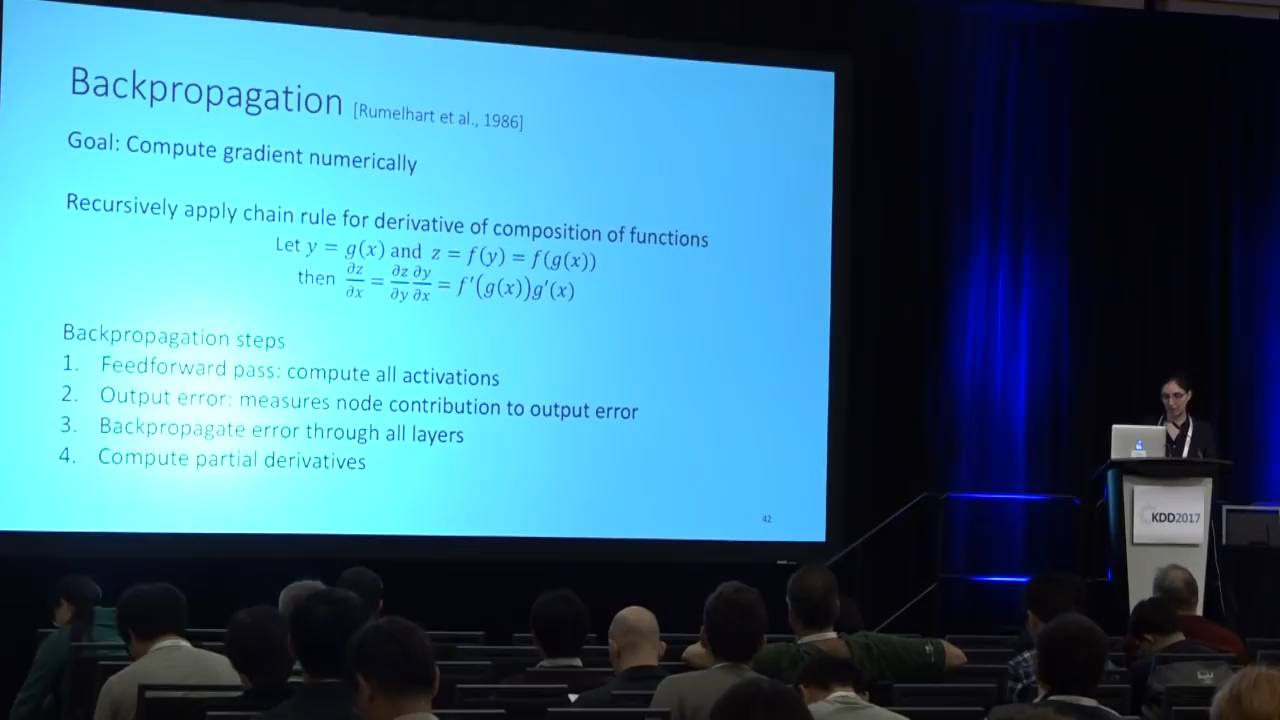 Backpropagation [Rumelhart et al., 1986]
Goal: Compute gradient numerically
Recursively apply chain rule for derivative of composition of functions
Let y = g(x) and z = f(y) = f(g(x))
then ∂z/∂x = ∂z/∂y ∂y/∂x = f′(g(x))g′(x)
Backpropagation steps
1. Feedforward pass: compute all activations
2. Output error: measures node contribution to output error
3. Backpropagate error through all layers
4. Compute partial derivatives
42
KDD2017